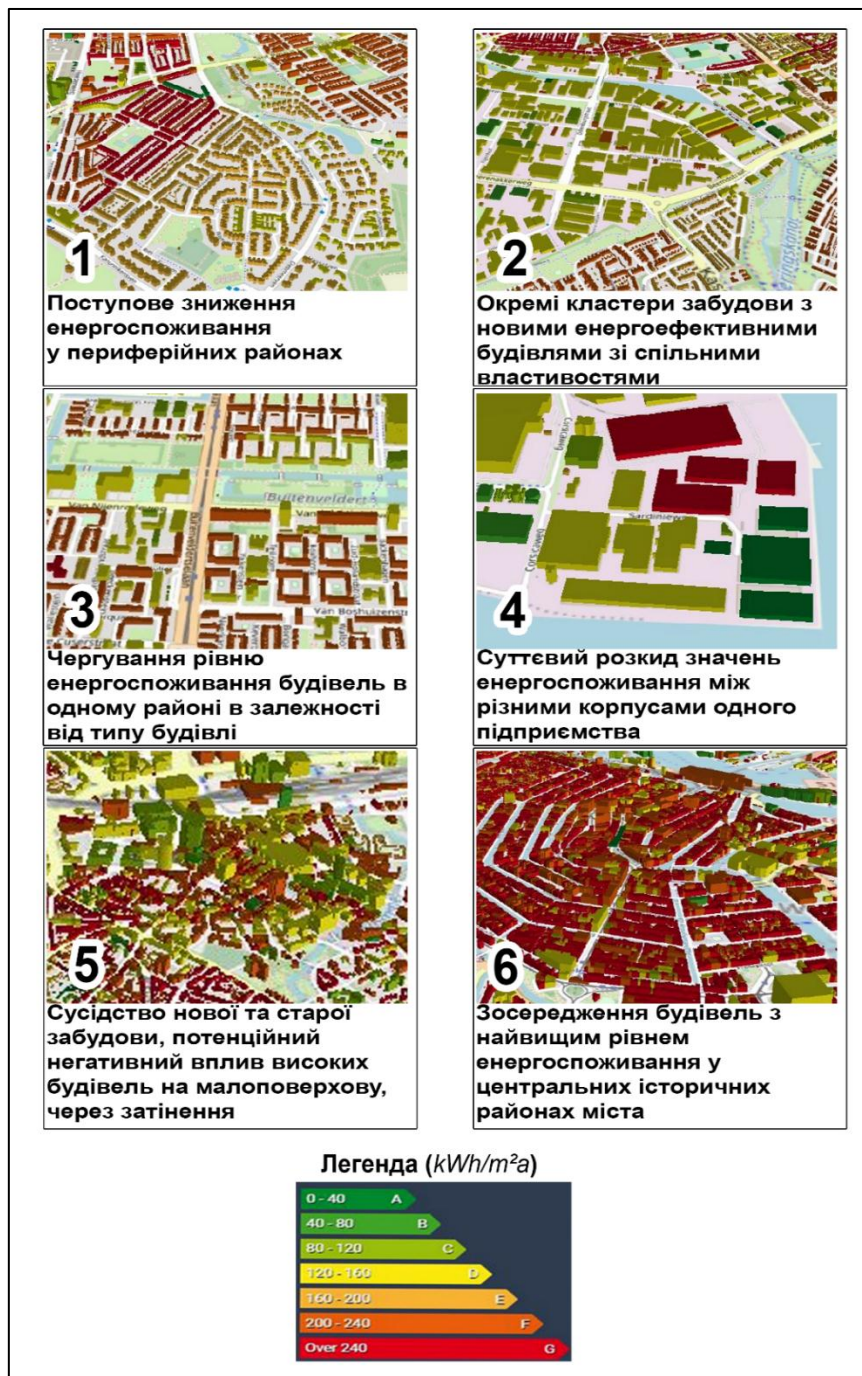 1
Поступове зниження
енергоспоживання
у периферійних районах
2
Окремі кластери забудови з
новими енергоефективними
будівлями зі спільними
властивостями
Buitenveldert
3
Чергування рівню
енергоспоживання будівель в
одному районі в залежності
від типу будівлі
Corsicaweg
Sardinieweg
4
Суттєвий розкид значень
енергоспоживання між
різними корпусами одного
підприємства
5
Сусідство нової та старої
забудови, потенційний
негативний вплив високих
будівель на малоповерхову,
через затінення
6
Зосередження будівель з
найвищим рівнем
енергоспоживання у
центральних історичних
районах міста
Легенда (kWh/m²a)
0 - 40 A
40 - 80 B
80 - 120 C
120 - 160 D
160 - 200 E
200 - 240 F
Over 240 G